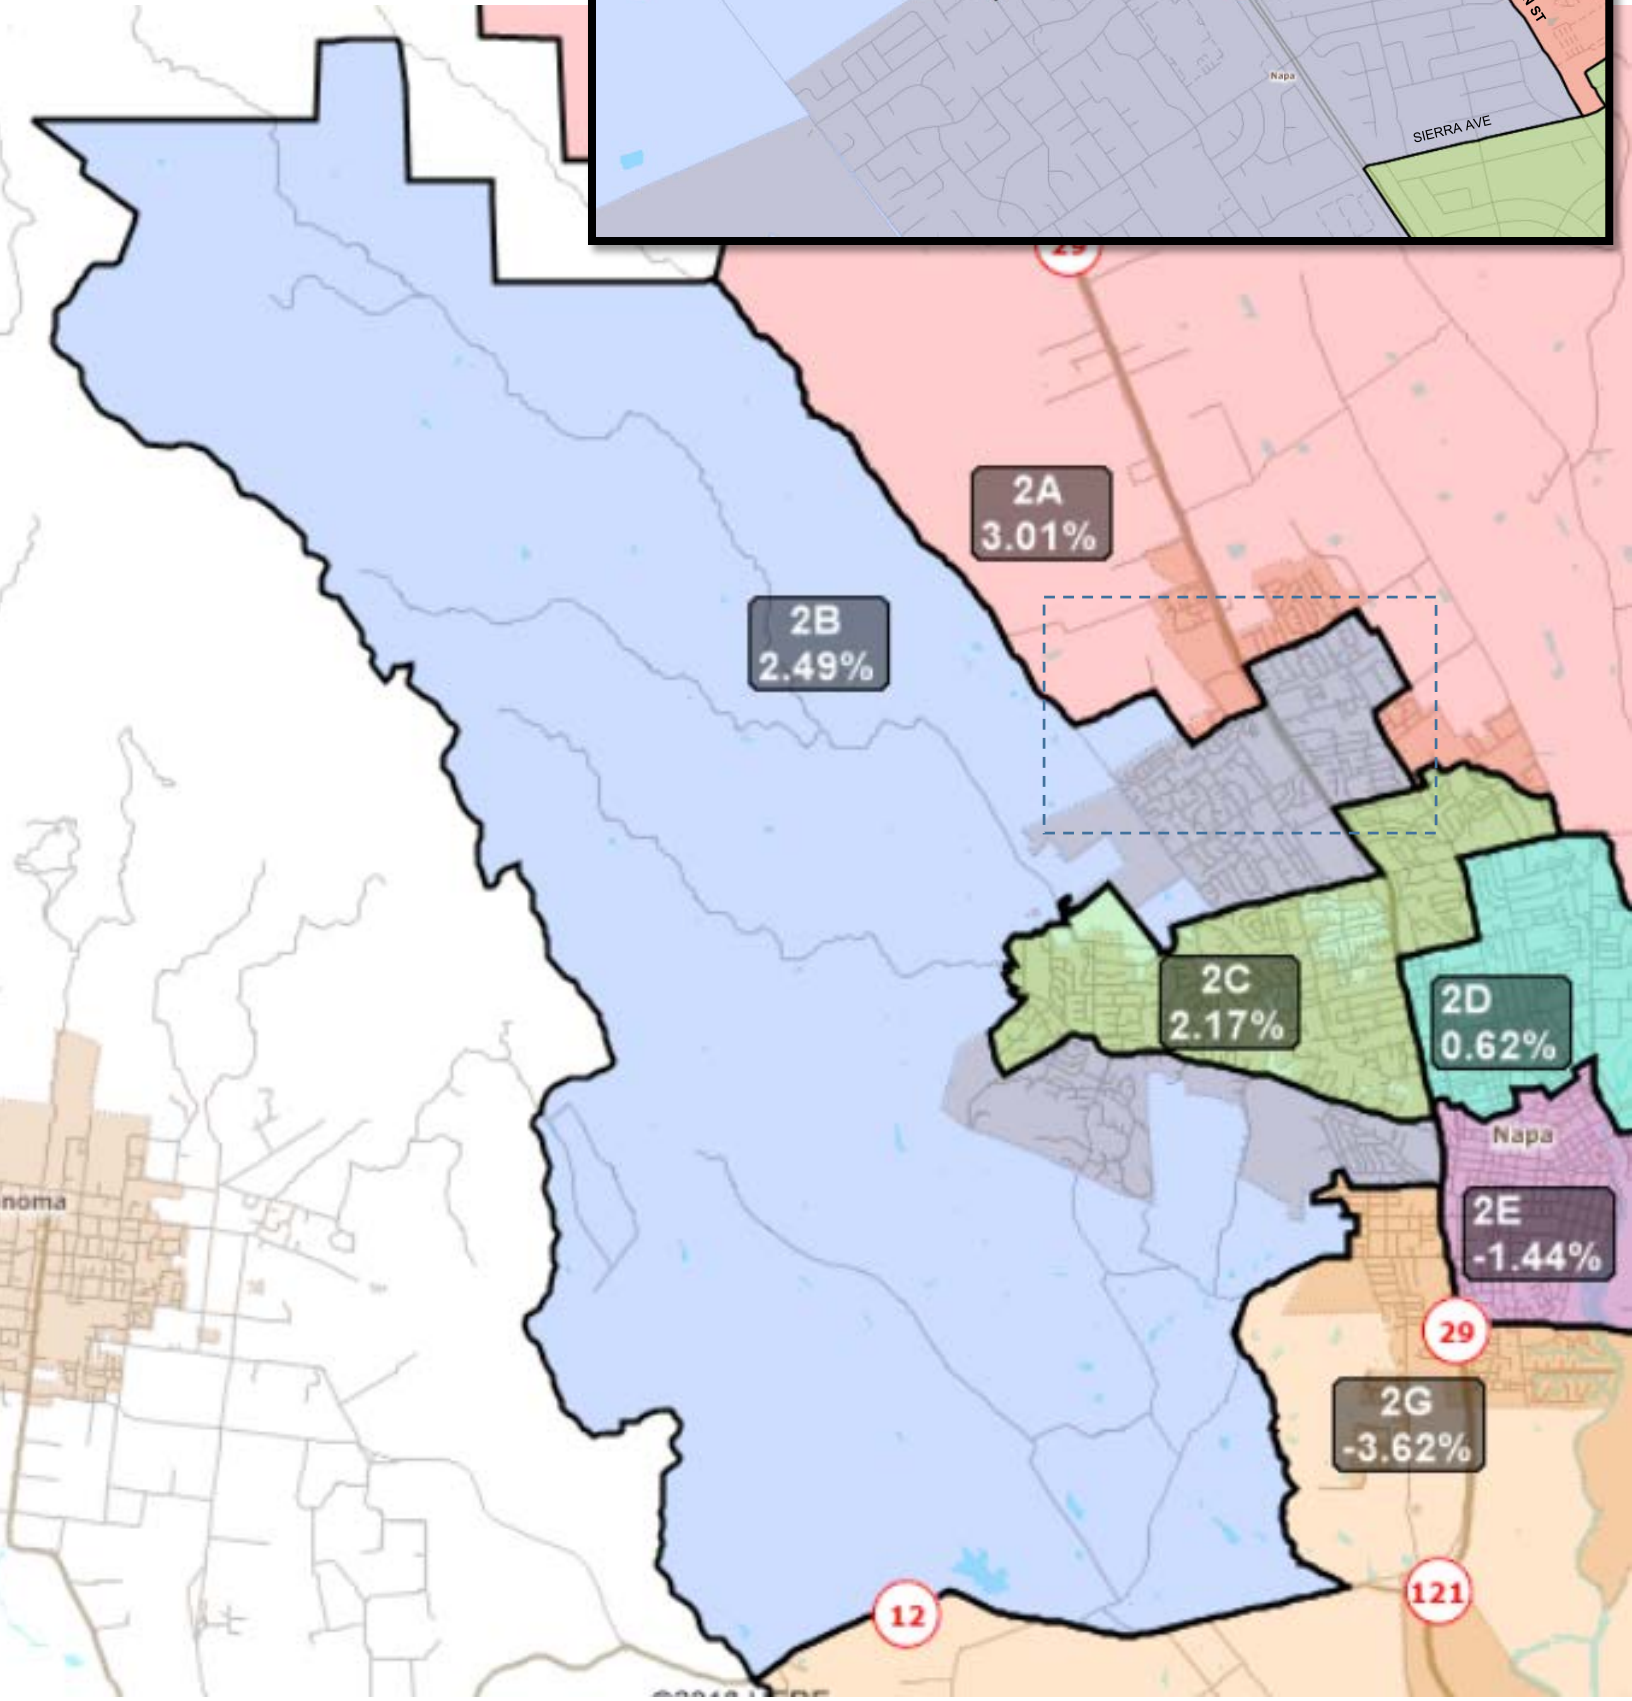 Napa
SIERRA AVE
29
2A
3.01%
2B
2.49%
2C
2.17%
2D
0.62%
Napa
2E
-1.44%
noma
29
2G
-3.62%
121
12